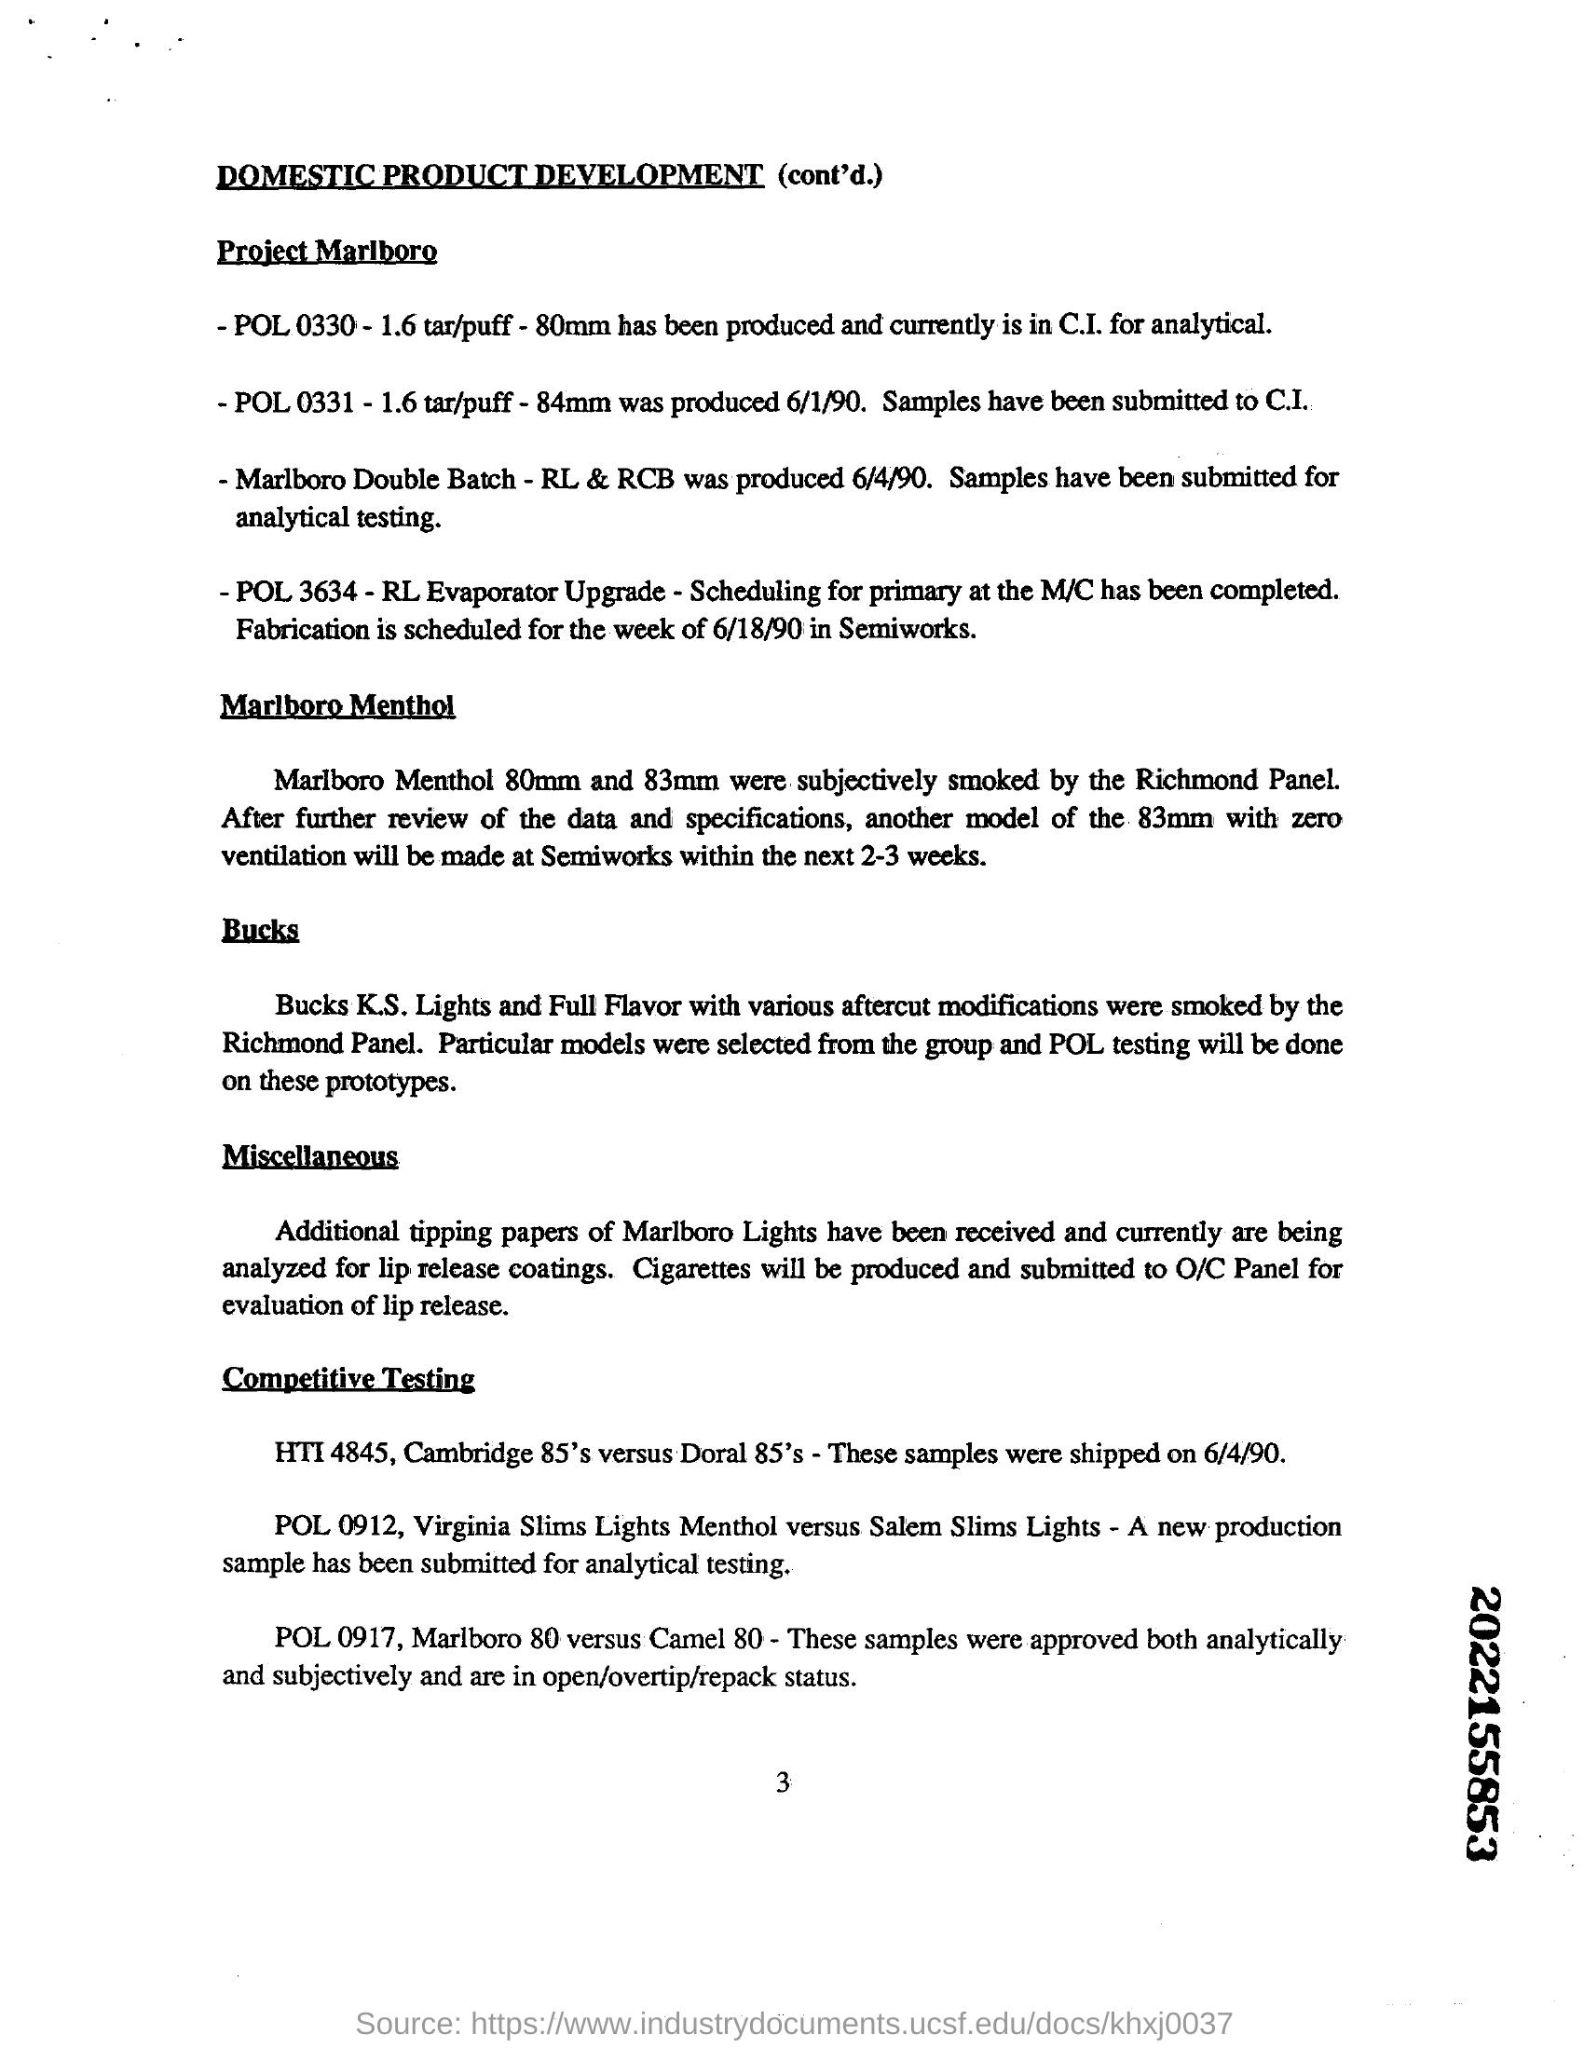 DOMESTIC PRODUCT DEVELOPMENT (cont'd.)
Project Marlboro
- POL 0330 - 1.6 tar/puff - 80mm has been produced and currently is in C.I. for analytical.
- POL 0331 - 1.6 tar/puff - 84mm was produced 6/1/90. Samples have been submitted to C.I.
- Marlboro Double Batch - RL & RCB was produced 6/4/90. Samples have been submitted for
analytical testing.
- POL 3634 - RL Evaporator Upgrade - Scheduling for primary at the M/C has been completed.
Fabrication is scheduled for the week of 6/18/90 in Semiworks.
Marlboro Menthol
Marlboro Menthol 80mm and 83mm were subjectively smoked by the Richmond Panel.
After further review of the data and specifications, another model of the 83mm with zero
ventilation will be made at Semiworks within the next 2-3 weeks.
Bucks
Bucks K.S. Lights and Full Flavor with various aftercut modifications were smoked by the
Richmond Panel. Particular models were selected from the group and POL testing will be done
on these prototypes.
Miscellaneous
Additional tipping papers of Marlboro Lights have been received and currently are being
analyzed for lip release coatings. Cigarettes will be produced and submitted to O/C Panel for
evaluation of lip release.
Competitive Testing
HTI 4845, Cambridge 85's versus Doral 85's - These samples were shipped on 6/4/90.
POL 0912, Virginia Slims Lights Menthol versus Salem Slims Lights - A new production
sample has been submitted for analytical testing.
POL 0917, Marlboro 80 versus Camel 80 - These samples were approved both analytically
and subjectively and are in open/overtip/repack status.
3
2022155853
Source: https://www.industrydocuments.ucsf.edu/docs/khxj0037